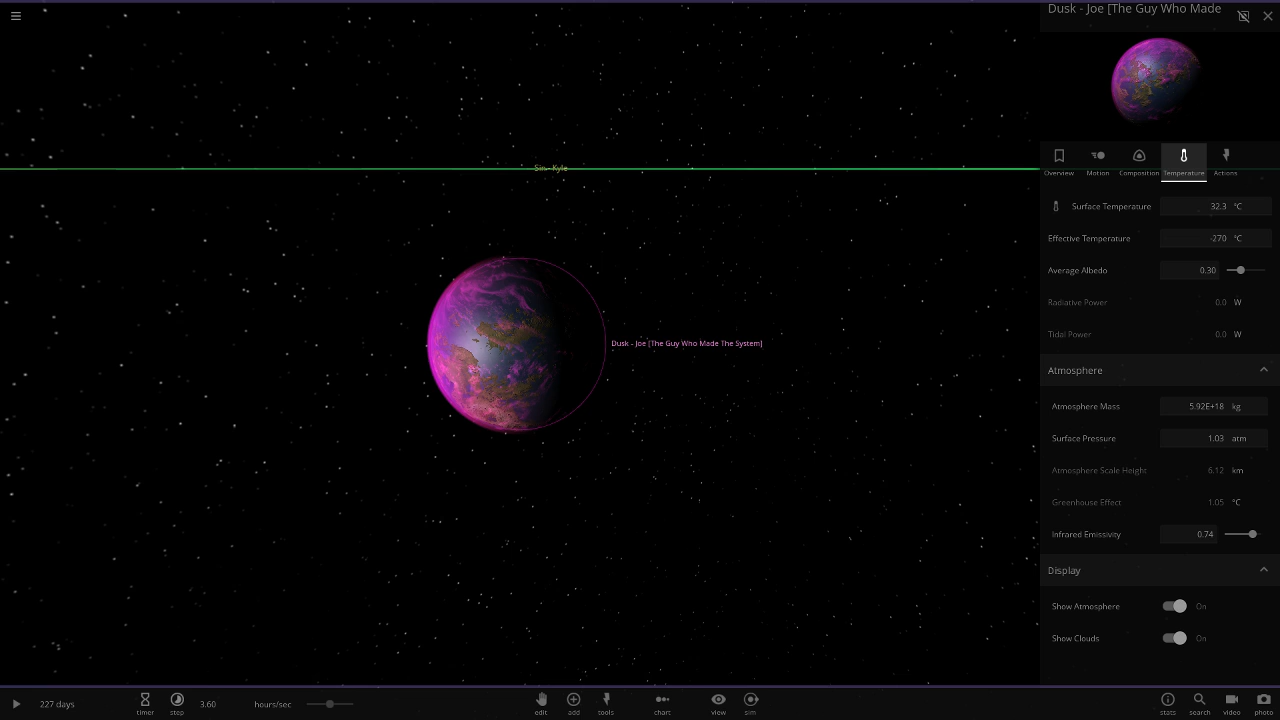 Dusk - Joe [The Guy Who Made
Sin - Kyle
Overview Motion Composition Temperature Actions
Surface Temperature 32.3 °C
Effective Temperature -270 °C
Average Albedo 0.30
Radiative Power 0.0 W
Tidal Power 0.0 W
Dusk - Joe [The Guy Who Made The System]
Atmosphere
Atmosphere Mass 5.92E+18 kg
Surface Pressure 1.03 atm
Atmosphere Scale Height 6.12 km
Greenhouse Effect 1.05 °C
Infrared Emissivity 0.74
Display
Show Atmosphere On
Show Clouds On
227 days timer step 3.60 hours/sec edit add tools chart view sim stats search video photo